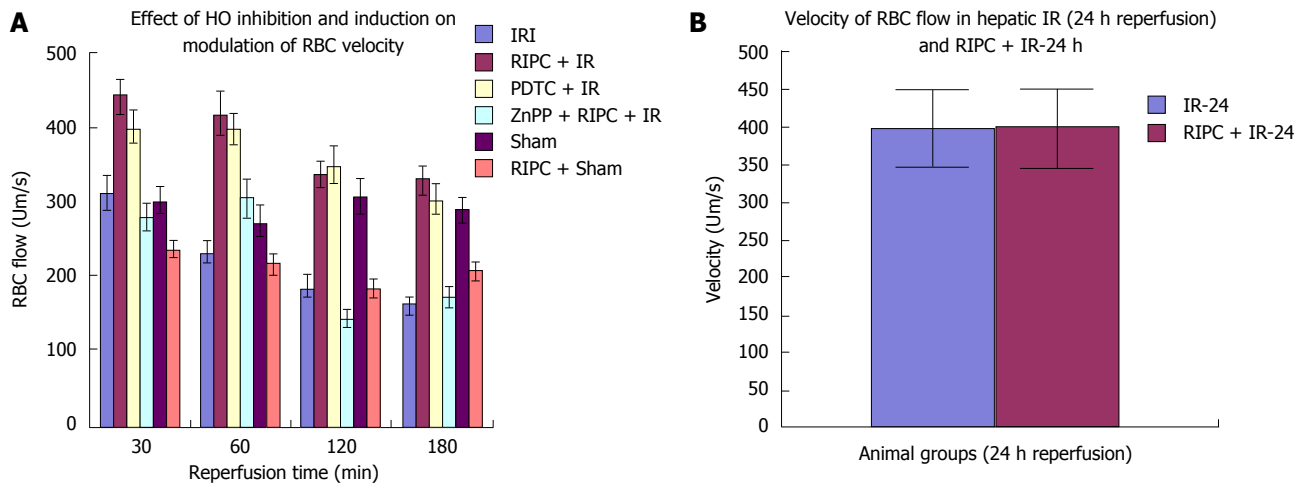 A
Effect of HO inhibition and induction on
modulation of RBC velocity
500
400
300
200
100
0
RBC flow (Um/s)
30 60 120 180
Reperfusion time (min)
IRI
RIPC + IR
PDTC + IR
ZnPP + RIPC + IR
Sham
RIPC + Sham
B
Velocity of RBC flow in hepatic IR (24 h reperfusion)
and RIPC + IR-24 h
500
450
400
350
300
250
200
150
100
50
0
Velocity (Um/s)
Animal groups (24 h reperfusion)
IR-24
RIPC + IR-24